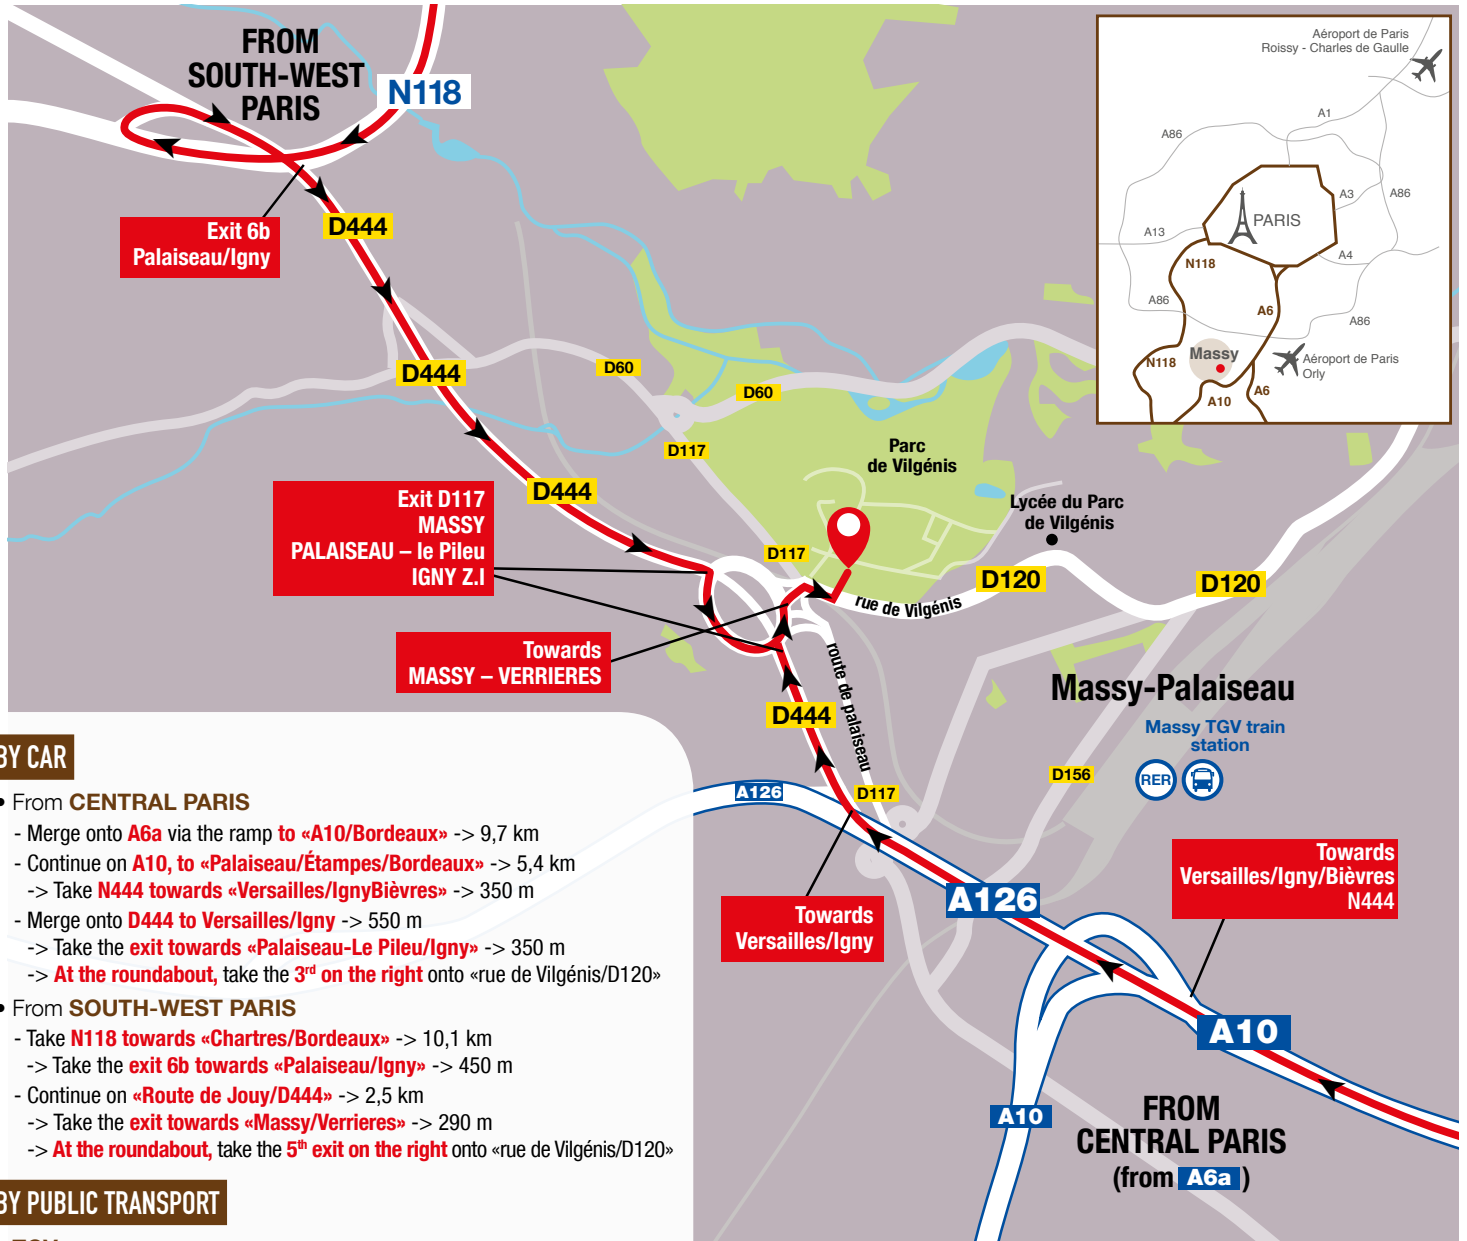 FROM
SOUTH-WEST
PARIS
N118
Exit 6b
Palaiseau/Igny
D444
D444
D444
D60
D60
D117
Parc
de Vilgénis
Lycée du Parc
de Vilgénis
Exit D117
MASSY
PALAISEAU – le Pileu
IGNY Z.I
D117
D120
D120
rue de Vilgénis
Towards
MASSY – VERRIERES
route de palaiseau
D444
Massy-Palaiseau
Massy TGV train
station
RER
D156
A126
D117
Towards
Versailles/Igny
A126
Towards
Versailles/Igny/Bièvres
N444
A10
A10
FROM
CENTRAL PARIS
(from A6a )
Aéroport de Paris
Roissy - Charles de Gaulle
A1
A86
A3
A86
PARIS
A13
A4
N118
A86
A6
A86
Massy
N118
Aéroport de Paris
Orly
A10
A6
BY CAR
• From CENTRAL PARIS
- Merge onto A6a via the ramp to «A10/Bordeaux» -> 9,7 km
- Continue on A10, to «Palaiseau/Étampes/Bordeaux» -> 5,4 km
-> Take N444 towards «Versailles/IgnyBièvres» -> 350 m
- Merge onto D444 to Versailles/Igny -> 550 m
-> Take the exit towards «Palaiseau-Le Pileu/Igny» -> 350 m
-> At the roundabout, take the 3rd on the right onto «rue de Vilgénis/D120»
• From SOUTH-WEST PARIS
- Take N118 towards «Chartres/Bordeaux» -> 10,1 km
-> Take the exit 6b towards «Palaiseau/Igny» -> 450 m
- Continue on «Route de Jouy/D444» -> 2,5 km
-> Take the exit towards «Massy/Verrieres» -> 290 m
-> At the roundabout, take the 5th exit on the right onto «rue de Vilgénis/D120»
BY PUBLIC TRANSPORT